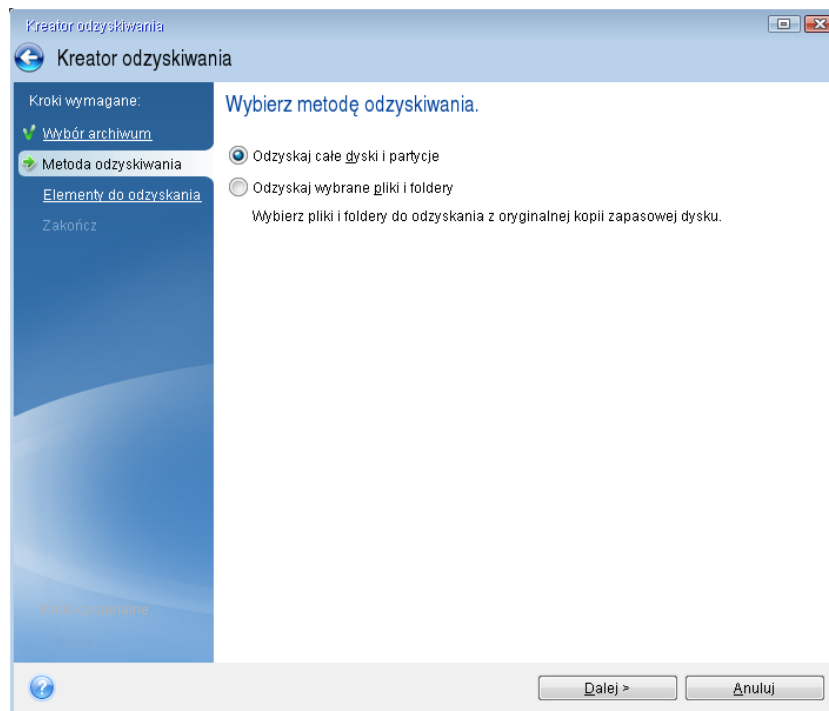 Kreator odzyskiwania
Kreator odzyskiwania
Kroki wymagane:
Wybór archiwum
Metoda odzyskiwania
Elementy do odzyskania
Zakończ
Wybierz metodę odzyskiwania.
Odzyskaj całe dyski i partycje
Odzyskaj wybrane pliki i foldery
Wybierz pliki i foldery do odzyskania z oryginalnej kopii zapasowej dysku.
Dalej >
Anuluj